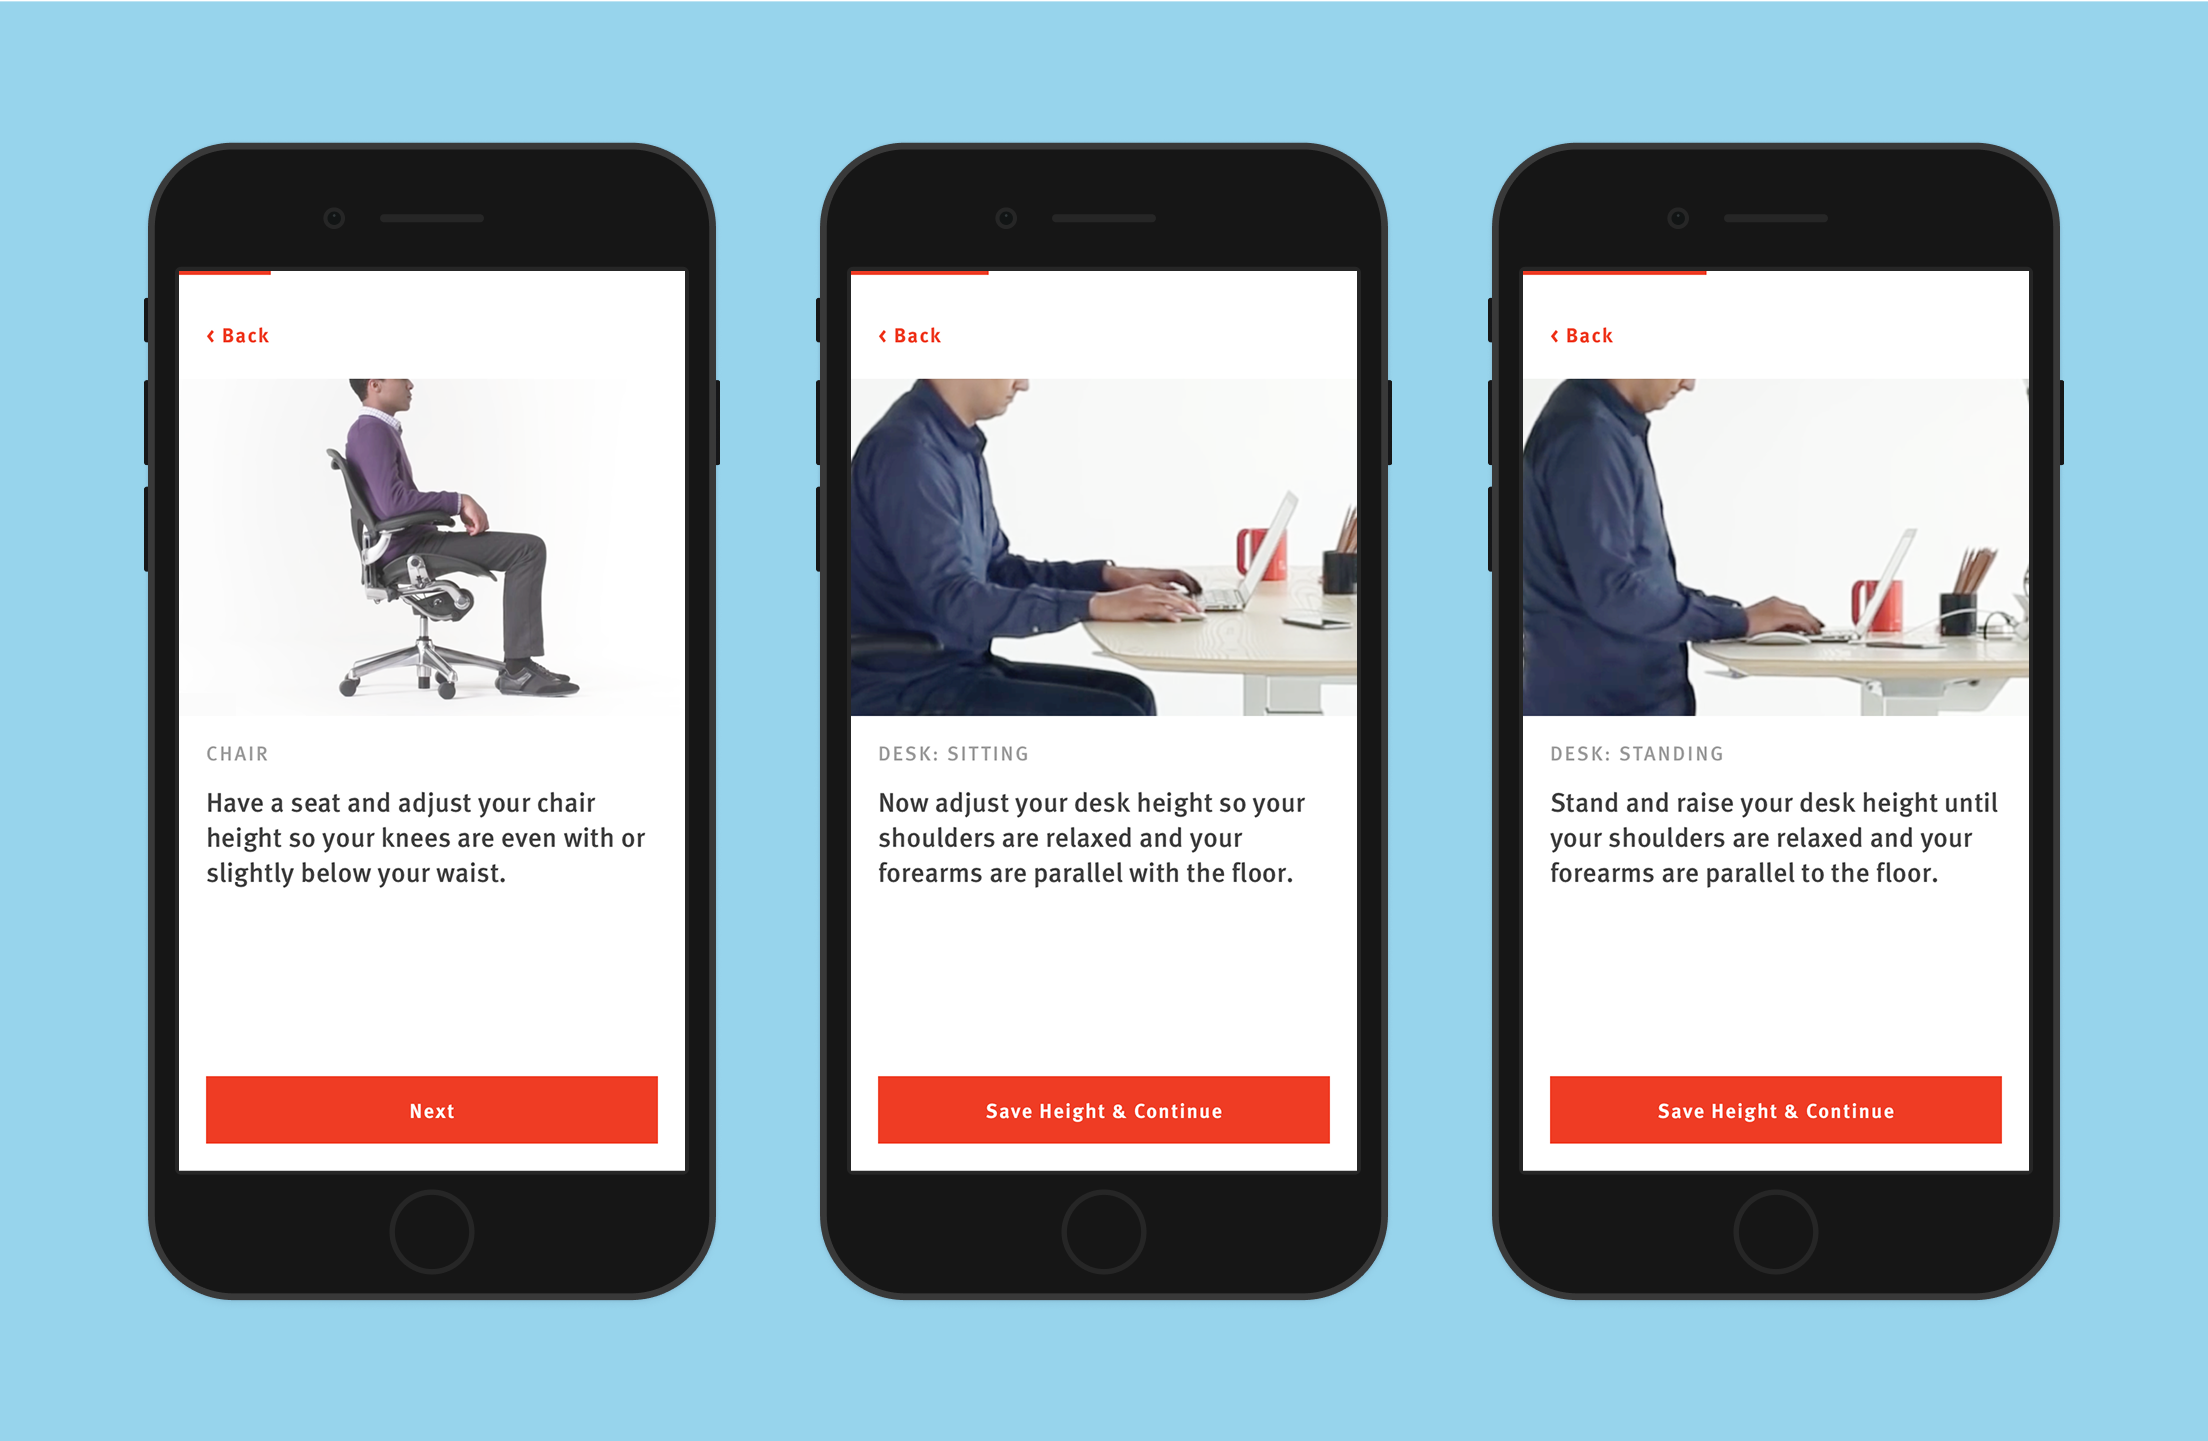 ‹ Back
CHAIR
Have a seat and adjust your chair
height so your knees are even with or
slightly below your waist.
Next
‹ Back
DESK: SITTING
Now adjust your desk height so your
shoulders are relaxed and your
forearms are parallel with the floor.
Save Height & Continue
‹ Back
DESK: STANDING
Stand and raise your desk height until
your shoulders are relaxed and your
forearms are parallel to the floor.
Save Height & Continue